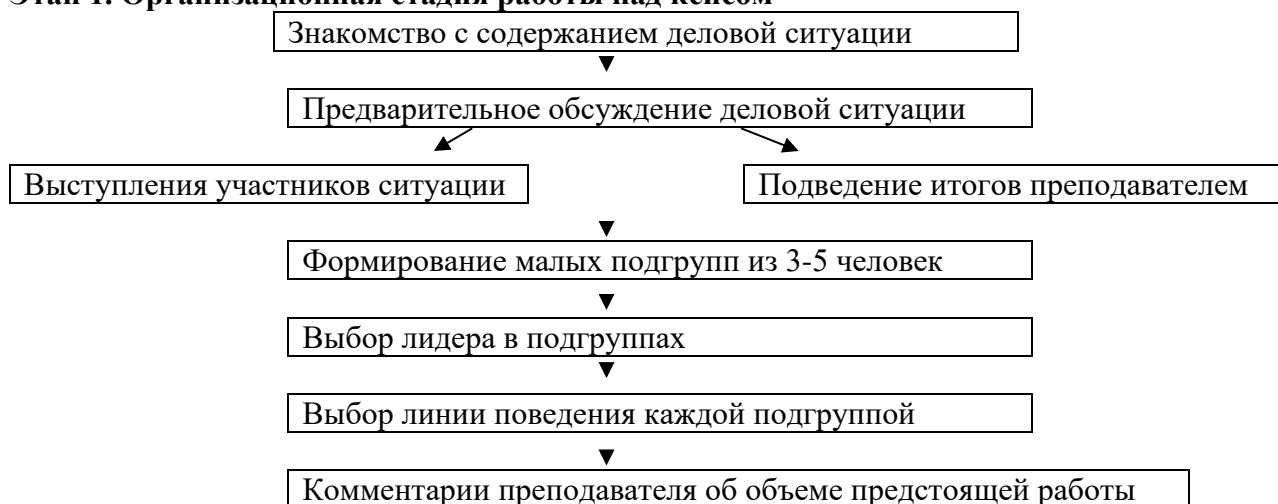 Этап 1. Организационная стадия работы над кейсом
Знакомство с содержанием деловой ситуации
Предварительное обсуждение деловой ситуации
Выступления участников ситуации
Подведение итогов преподавателем
Формирование малых подгрупп из 3-5 человек
Выбор лидера в подгруппах
Выбор линии поведения каждой подгруппой
Комментарии преподавателя об объеме предстоящей работы